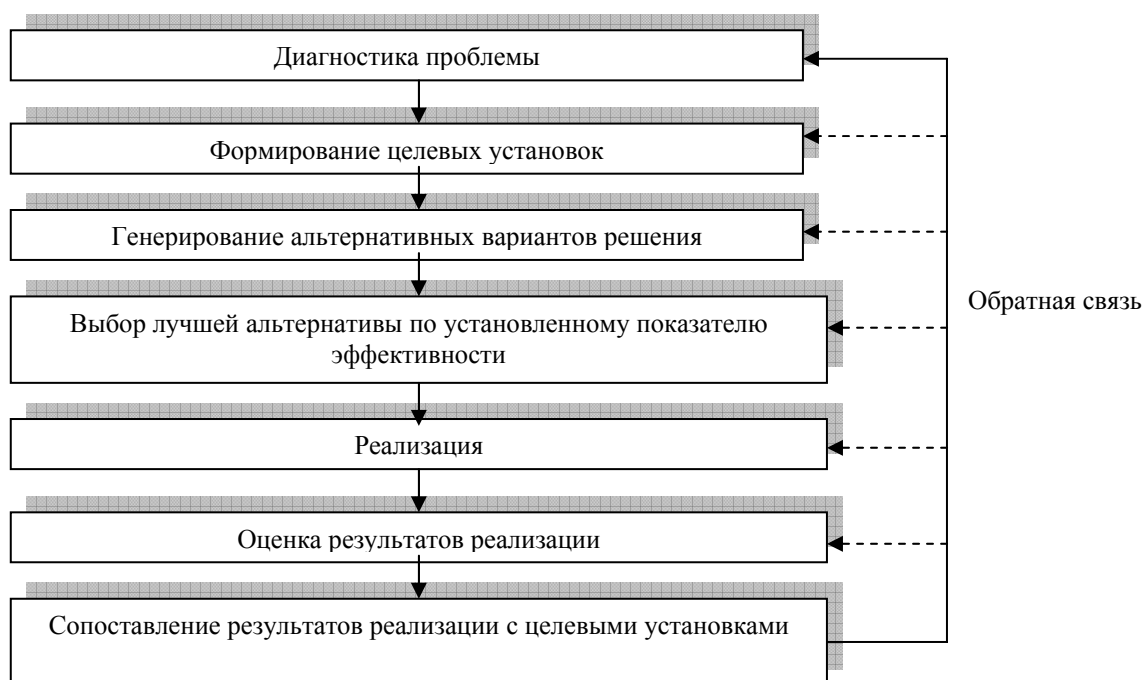 Диагностика проблемы
Формирование целевых установок
Генерирование альтернативных вариантов решения
Выбор лучшей альтернативы по установленному показателю
эффективности
Обратная связь
Реализация
Оценка результатов реализации
Сопоставление результатов реализации с целевыми установками